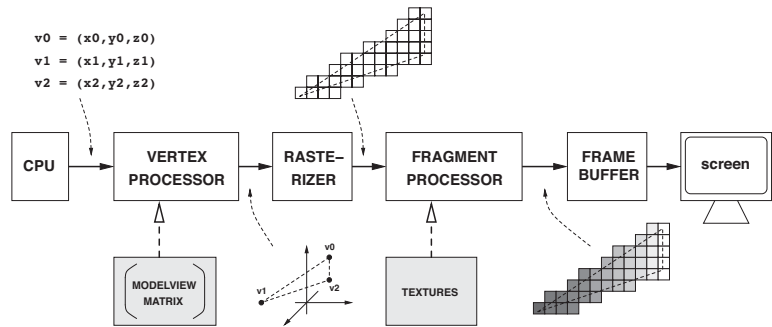 v0 = (x0,y0,z0)
v1 = (x1,y1,z1)
v2 = (x2,y2,z2)
CPU
VERTEX
PROCESSOR
RASTE–
RIZER
FRAGMENT
PROCESSOR
FRAME
BUFFER
screen
MODELVIEW
MATRIX
v0
v1
v2
TEXTURES